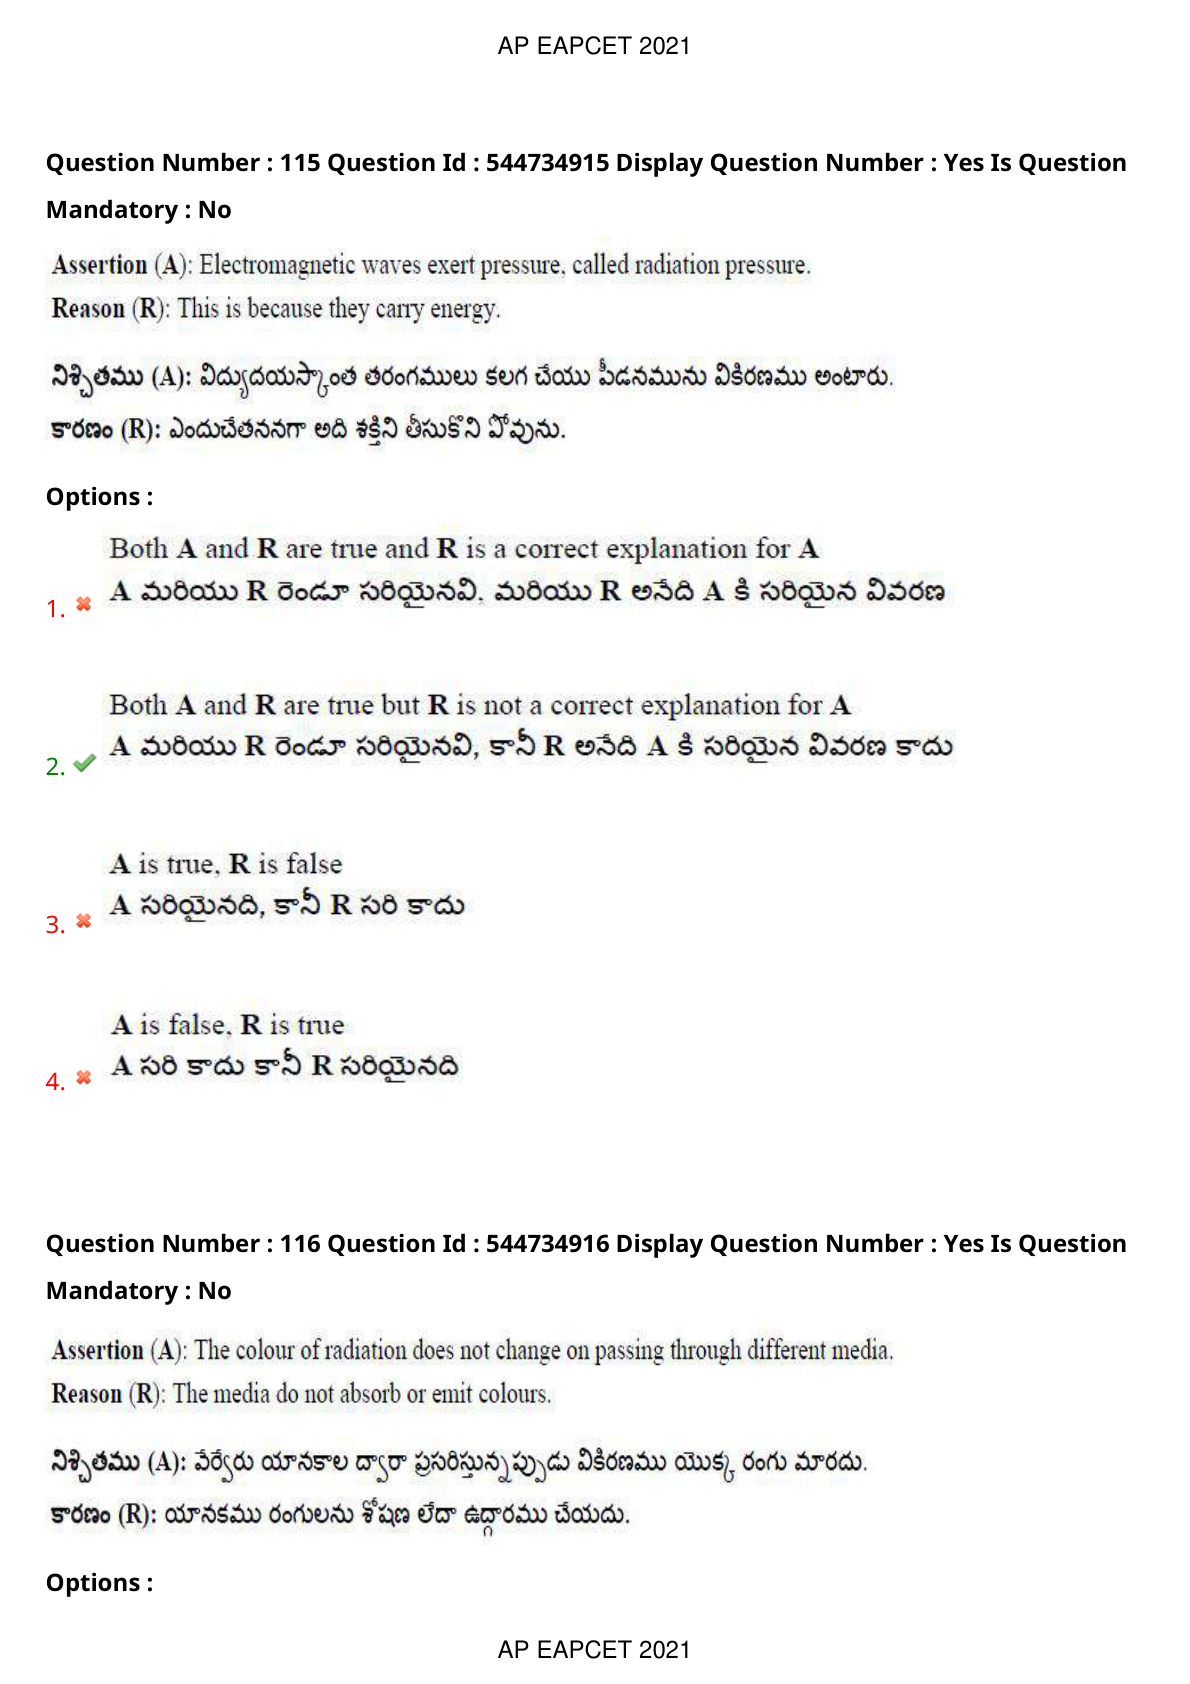 AP EAPCET 2021
Question Number : 115 Question Id : 544734915 Display Question Number : Yes Is Question
Mandatory : No
Assertion (A): Electromagnetic waves exert pressure, called radiation pressure.
Reason (R): This is because they carry energy.
నిశ్చితము (A): విద్యుదయస్కాంత తరంగములు కలగ చేయు పీడనమును వికిరణము అంటారు.
కారణం (R): ఎందుచేతననగా అది శక్తిని తీసుకొని పోవును.
Options :
Both A and R are true and R is a correct explanation for A
A మరియు R రెండూ సరియైనవి, మరియు R అనేది A కి సరియైన వివరణ
1.
Both A and R are true but R is not a correct explanation for A
A మరియు R రెండూ సరియైనవి, కానీ R అనేది A కి సరియైన వివరణ కాదు
2.
A is true, R is false
A సరియైనది, కానీ R సరి కాదు
3.
A is false, R is true
A సరి కాదు కానీ R సరియైనది
4.
Question Number : 116 Question Id : 544734916 Display Question Number : Yes Is Question
Mandatory : No
Assertion (A): The colour of radiation does not change on passing through different media.
Reason (R): The media do not absorb or emit colours.
నిశ్చితము (A): వేర్వేరు యానకాల ద్వారా ప్రసరిస్తున్నప్పుడు వికిరణము యొక్క రంగు మారదు.
కారణం (R): యానకము రంగులను శోషణ లేదా ఉద్గారము చేయదు.
Options :
AP EAPCET 2021